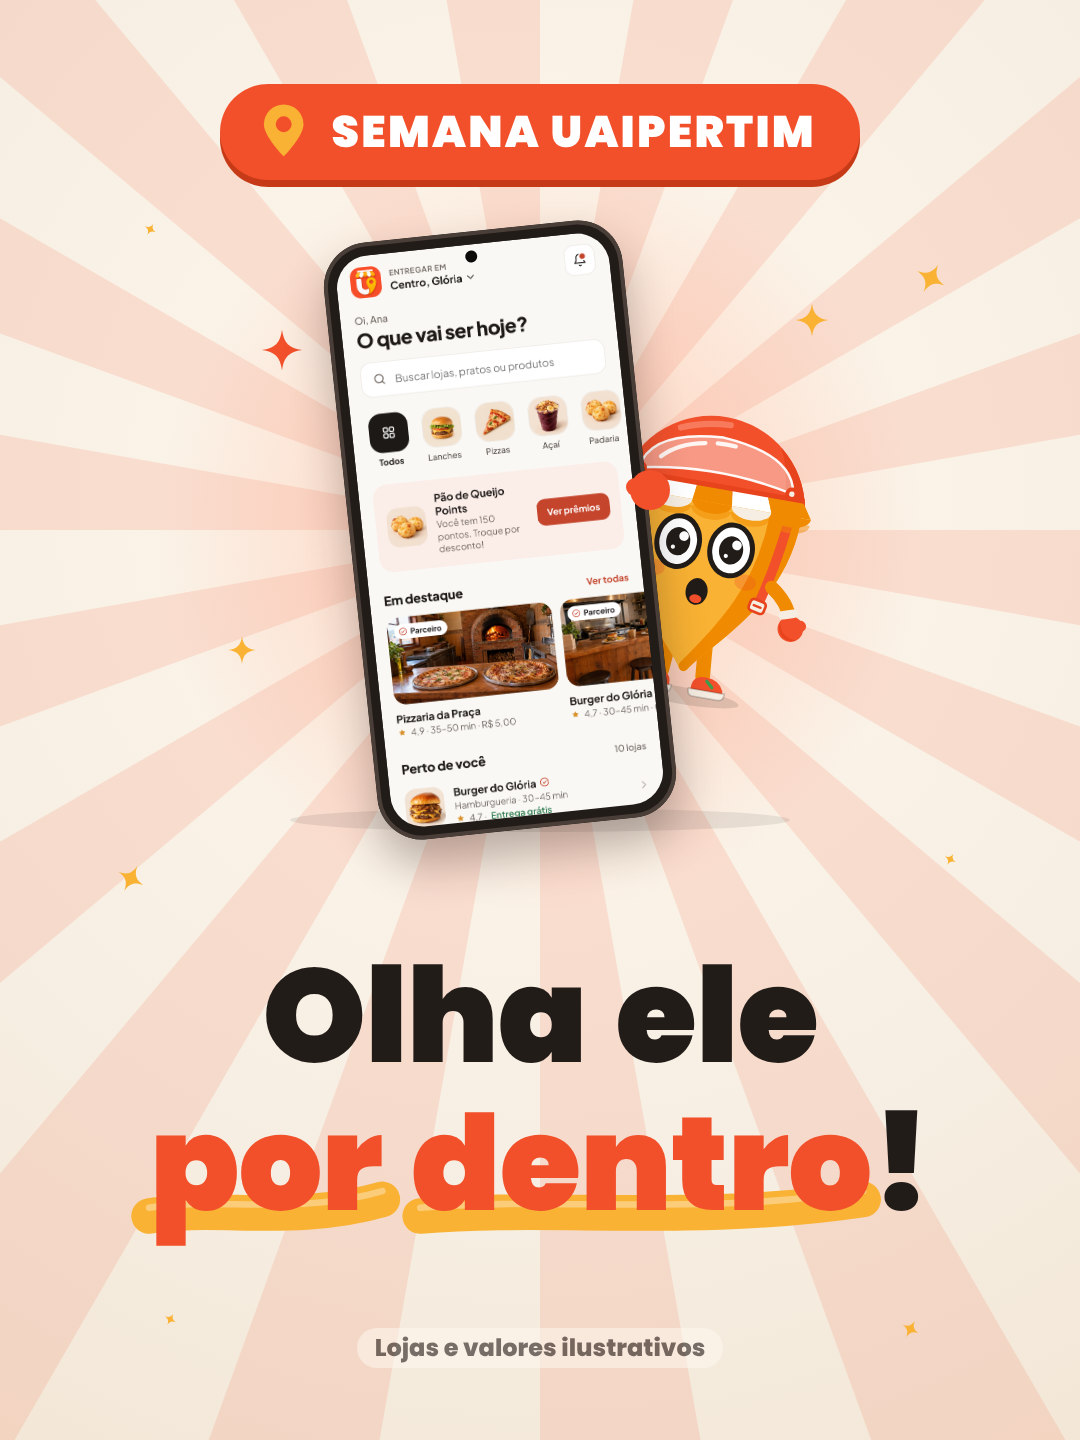 SEMANA UAIPERTIM
ENTREGAR EM
Centro, Glória
Oi, Ana
O que vai ser hoje?
Buscar lojas, pratos ou produtos
Todos
Lanches
Pizzas
Açaí
Padaria
Pão de Queijo
Points
Você tem 150
pontos. Troque por
desconto!
Ver prêmios
Em destaque
Ver todas
Parceiro
Parceiro
Pizzaria da Praça
4,9 · 35–50 min · R$ 5,00
Burger do Glória
4,7 · 30–45 min ·
Perto de você
10 lojas
Burger do Glória
Hamburgueria · 30–45 min
4,7 · Entrega grátis
Olha ele
por dentro!
Lojas e valores ilustrativos